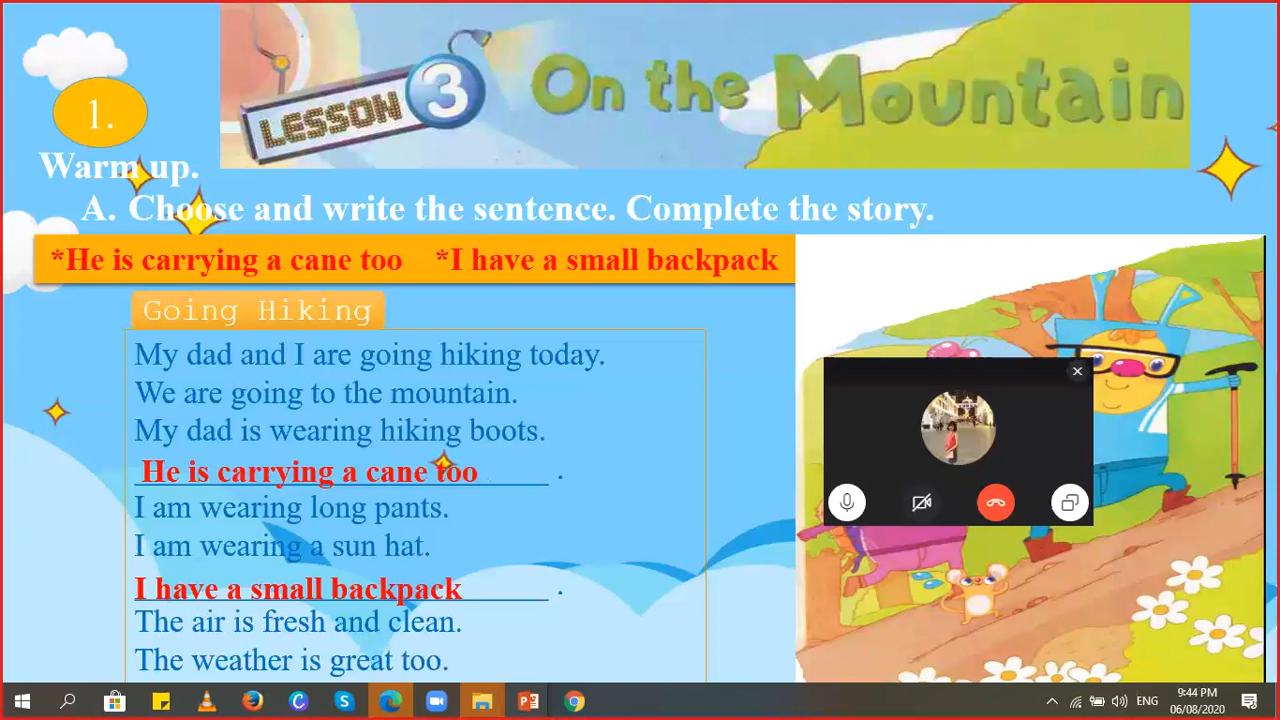 LESSON 3 On the Mountain
1.
Warm up.
A. Choose and write the sentence. Complete the story.
*He is carrying a cane too *I have a small backpack
Going Hiking
My dad and I are going hiking today.
We are going to the mountain.
My dad is wearing hiking boots.
He is carrying a cane too .
I am wearing long pants.
I am wearing a sun hat.
I have a small backpack .
The air is fresh and clean.
The weather is great too.
ENG
9:44 PM
06/08/2020